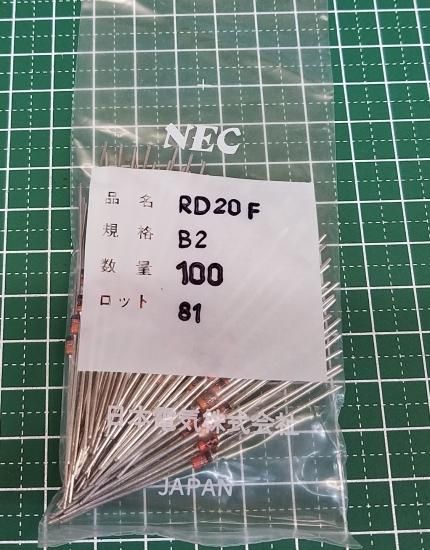 NEC
品名 RD20F
規格 B2
数量 100
ロット 81
日本電気株式会社
JAPAN